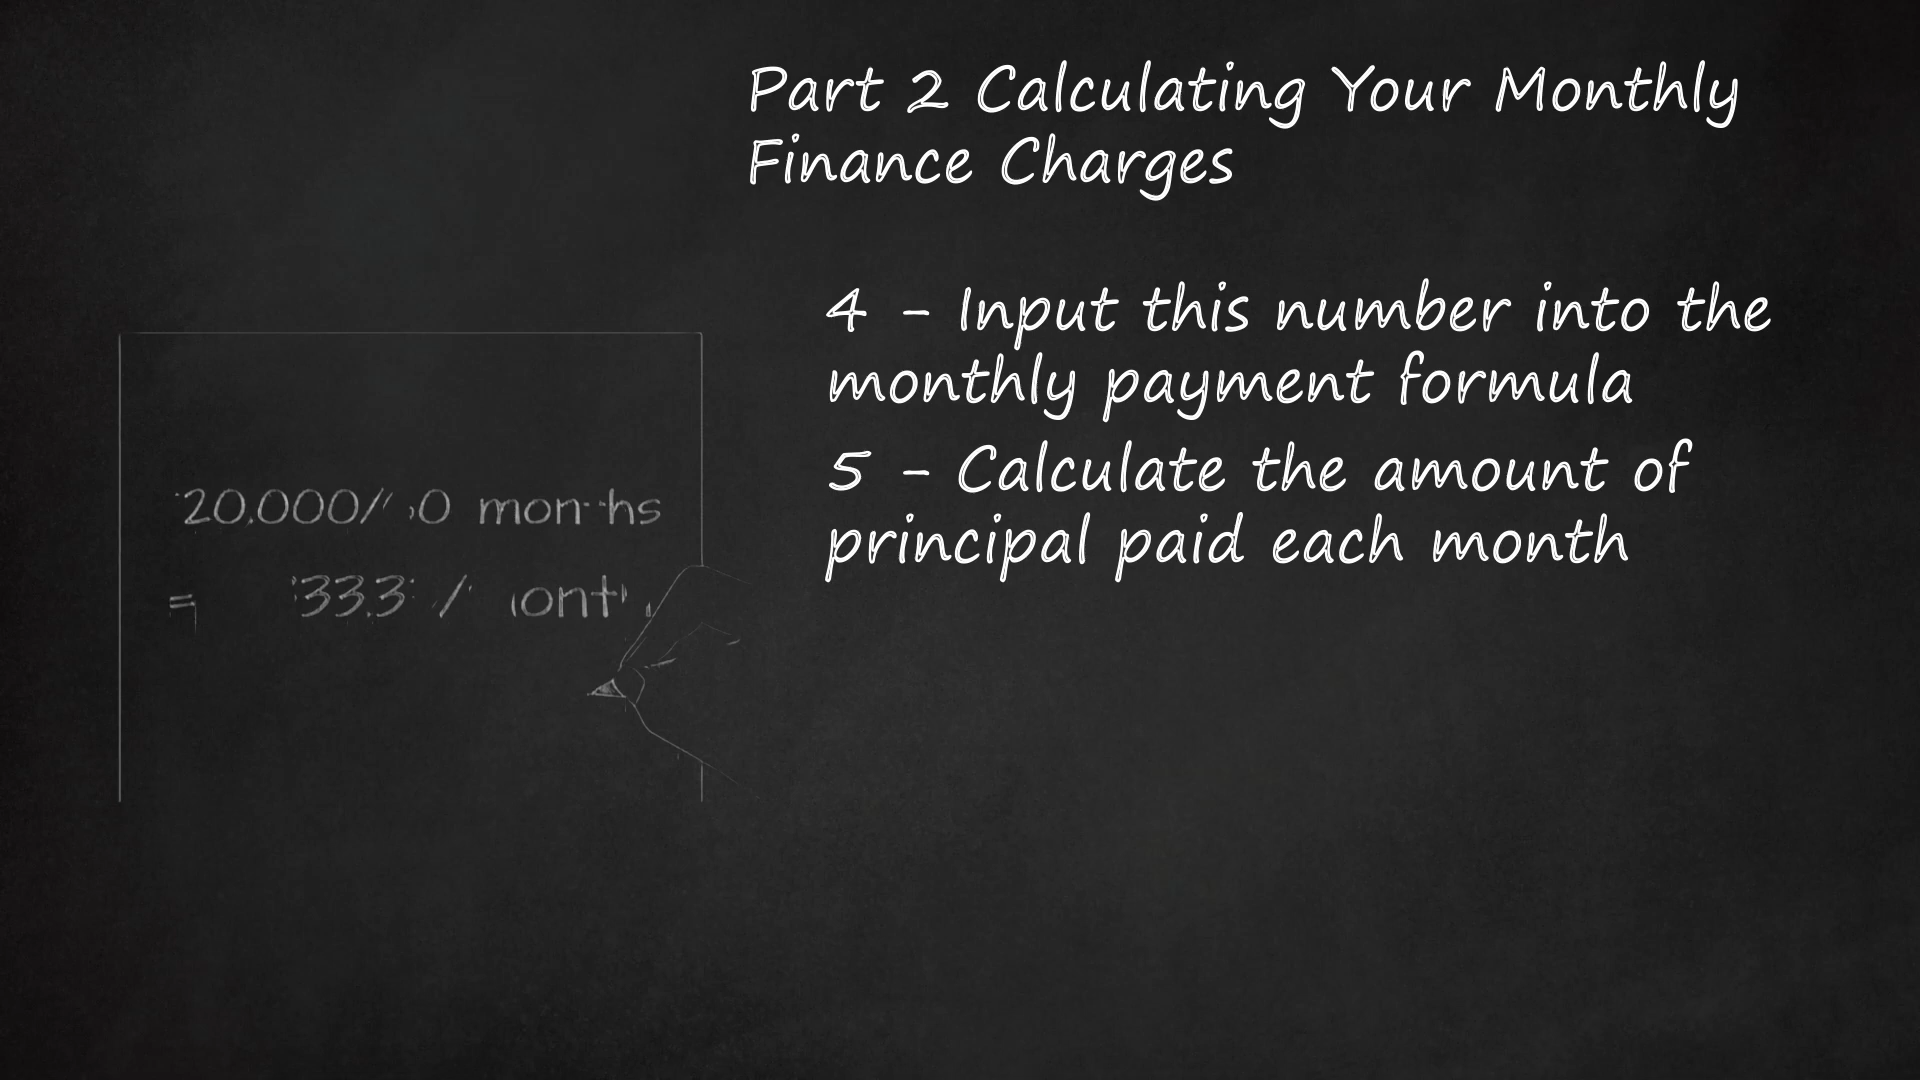 Part 2 Calculating Your Monthly
Finance Charges
4 - Input this number into the
monthly payment formula
5 - Calculate the amount of
principal paid each month